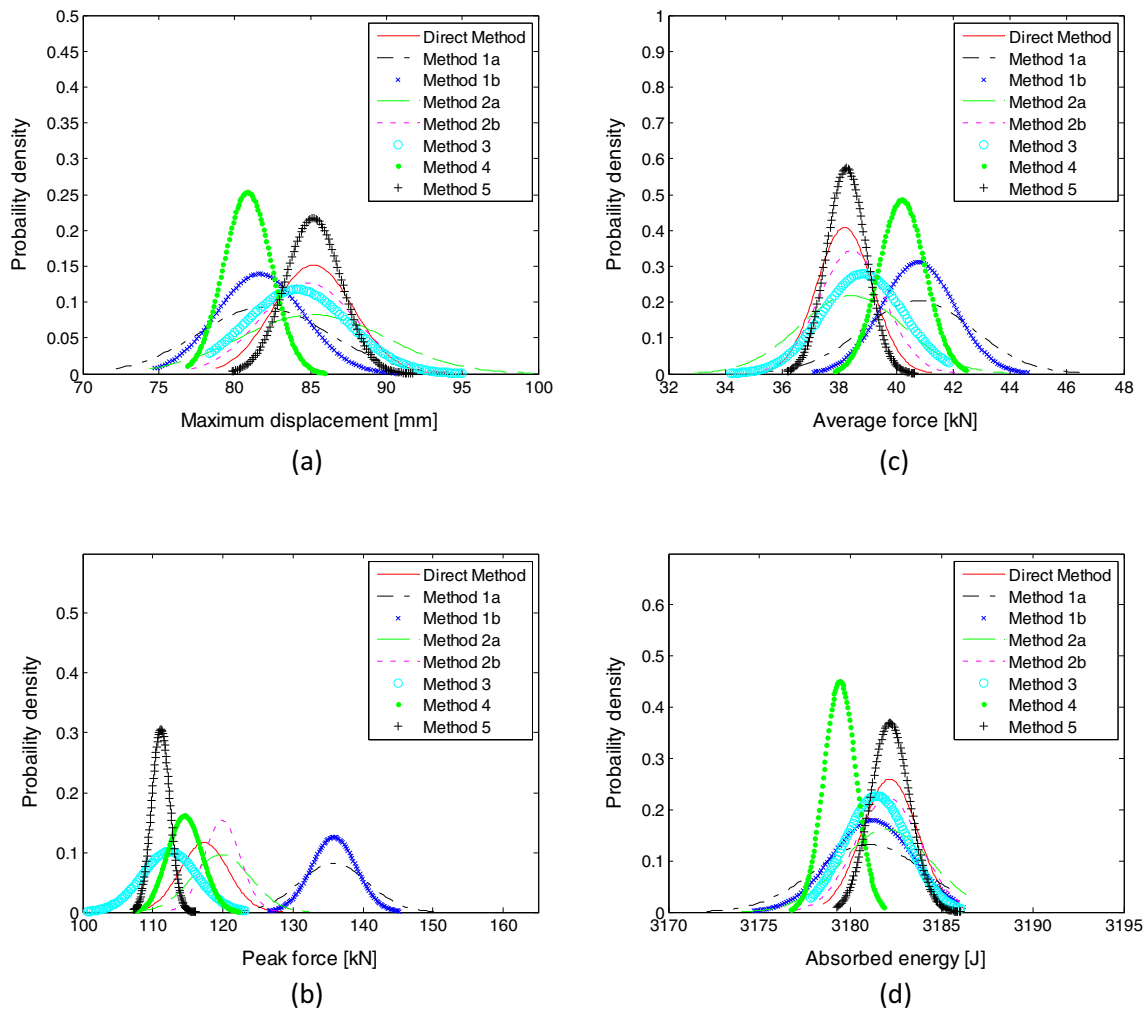 0.5
0.45
0.4
0.35
0.3
0.25
0.2
0.15
0.1
0.05
0
70 75 80 85 90 95 100
Probaility density
Maximum displacement [mm]
Direct Method
Method 1a
Method 1b
Method 2a
Method 2b
Method 3
Method 4
Method 5
(a)
1
0.9
0.8
0.7
0.6
0.5
0.4
0.3
0.2
0.1
0
32 34 36 38 40 42 44 46 48
Probaility density
Average force [kN]
Direct Method
Method 1a
Method 1b
Method 2a
Method 2b
Method 3
Method 4
Method 5
(c)
0.5
0.4
0.3
0.2
0.1
0
100 110 120 130 140 150 160
Probaility density
Peak force [kN]
Direct Method
Method 1a
Method 1b
Method 2a
Method 2b
Method 3
Method 4
Method 5
(b)
0.6
0.5
0.4
0.3
0.2
0.1
0
3170 3175 3180 3185 3190 3195
Probaility density
Absorbed energy [J]
Direct Method
Method 1a
Method 1b
Method 2a
Method 2b
Method 3
Method 4
Method 5
(d)